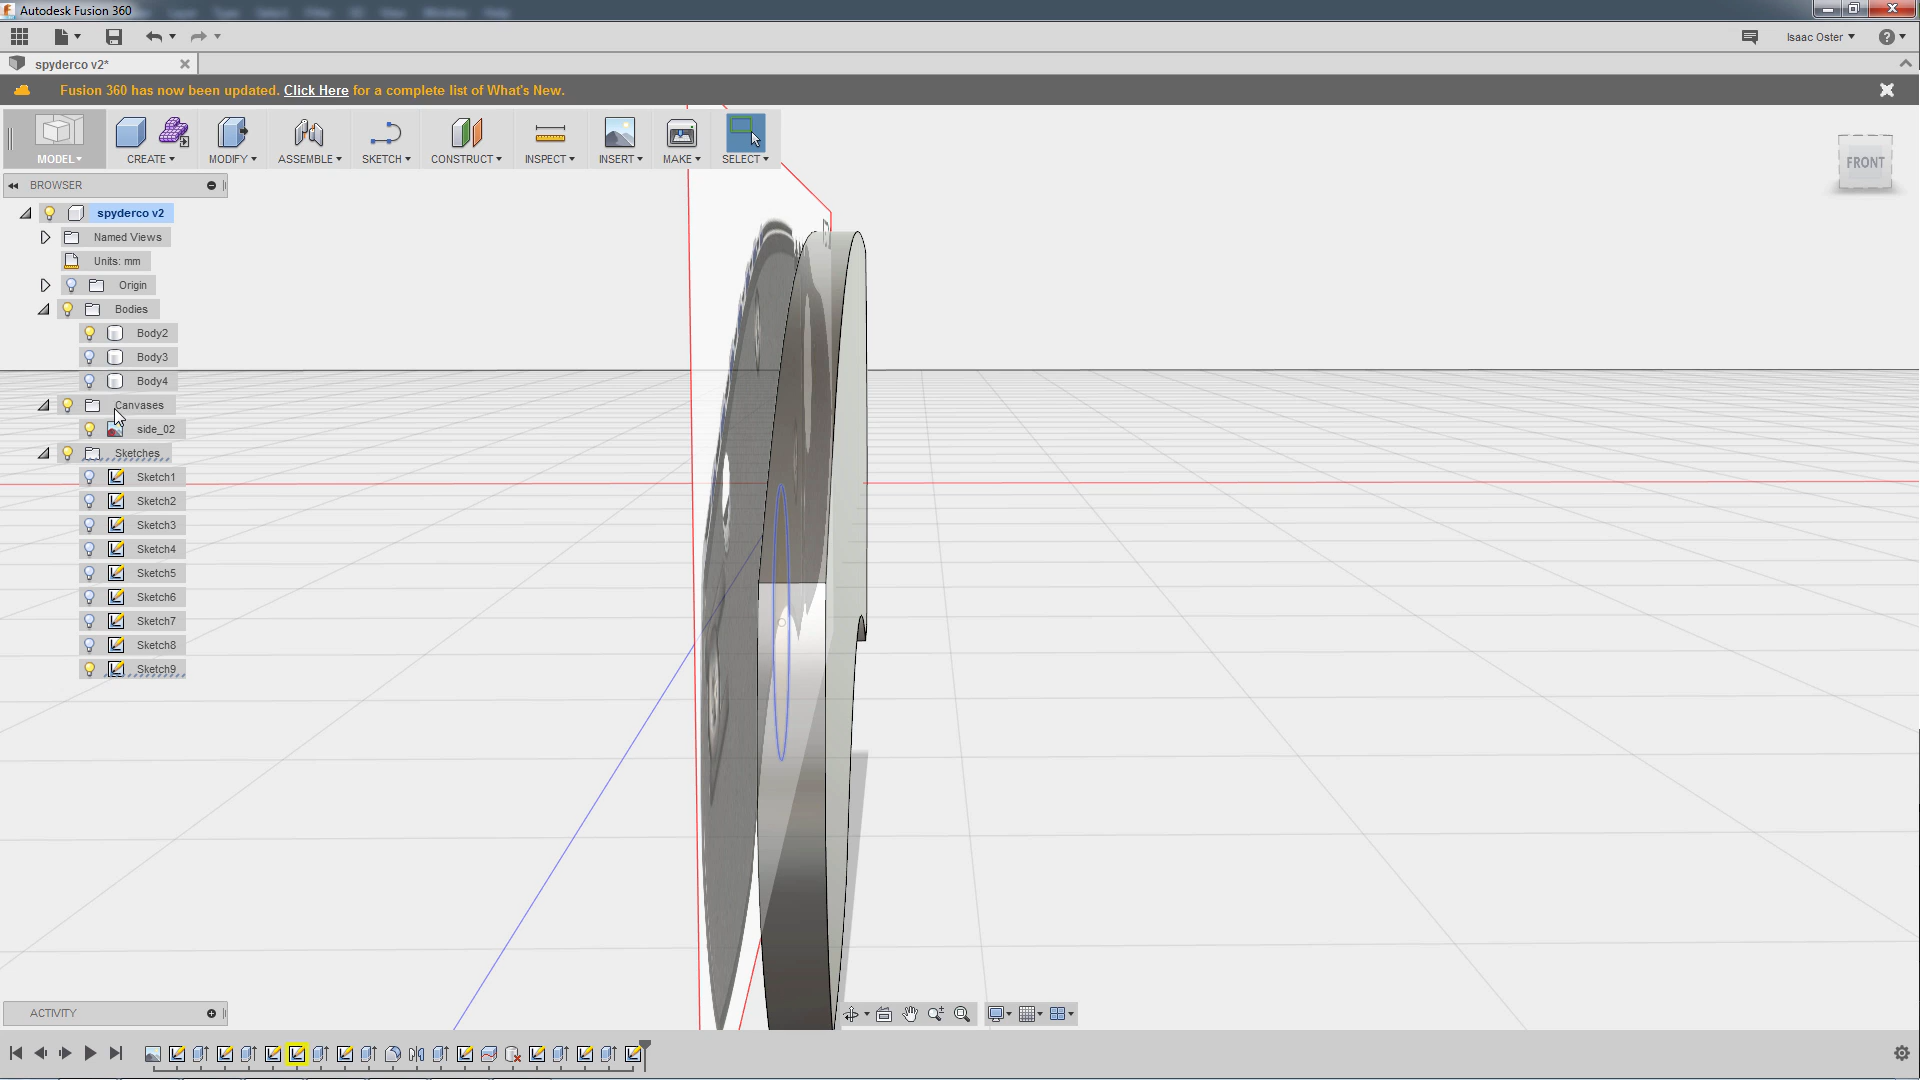 Autodesk Fusion 360
Isaac Oster
spyderco v2*
Fusion 360 has now been updated. Click Here for a complete list of What's New.
MODEL
CREATE
MODIFY
ASSEMBLE
SKETCH
CONSTRUCT
INSPECT
INSERT
MAKE
SELECT
FRONT
BROWSER
spyderco v2
Named Views
Units: mm
Origin
Bodies
Body2
Body3
Body4
Canvases
side_02
Sketches
Sketch1
Sketch2
Sketch3
Sketch4
Sketch5
Sketch6
Sketch7
Sketch8
Sketch9
ACTIVITY